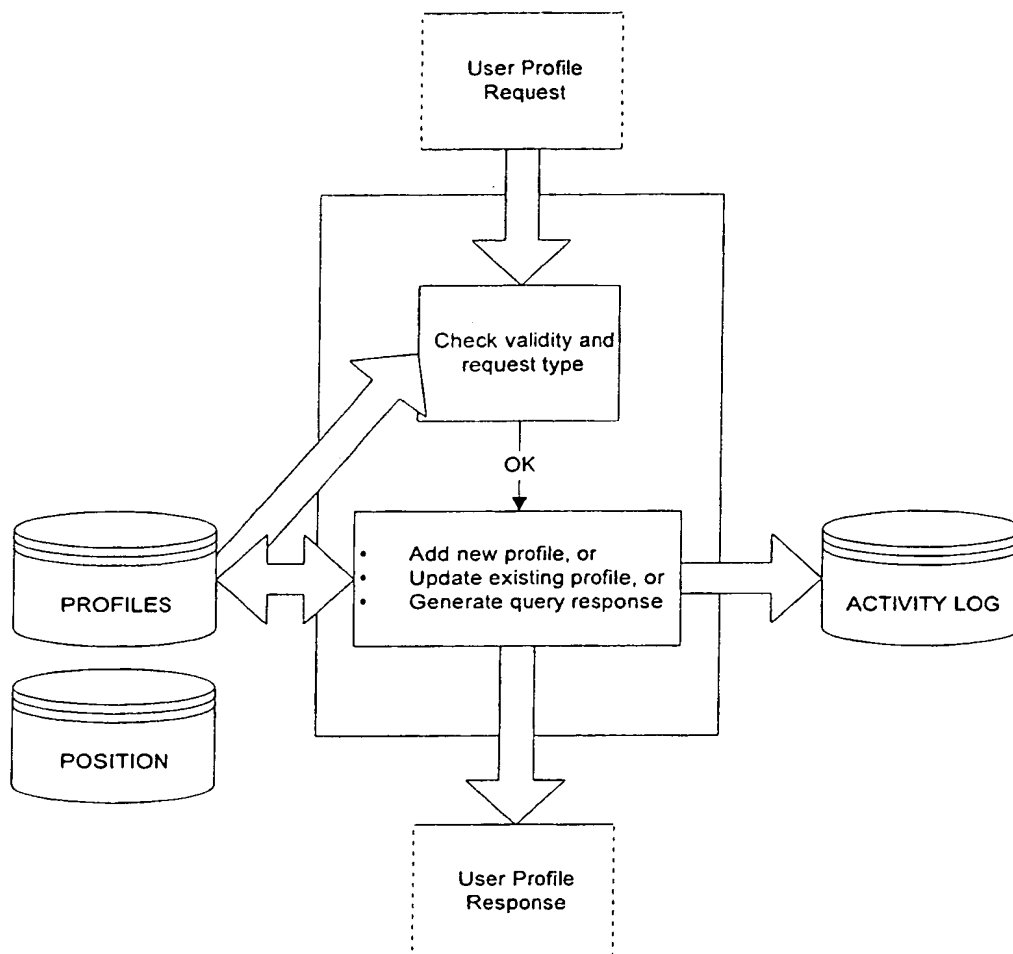 User Profile
Request
Check validity and
request type
OK
PROFILES
• Add new profile, or
• Update existing profile, or
• Generate query response
ACTIVITY LOG
POSITION
User Profile
Response